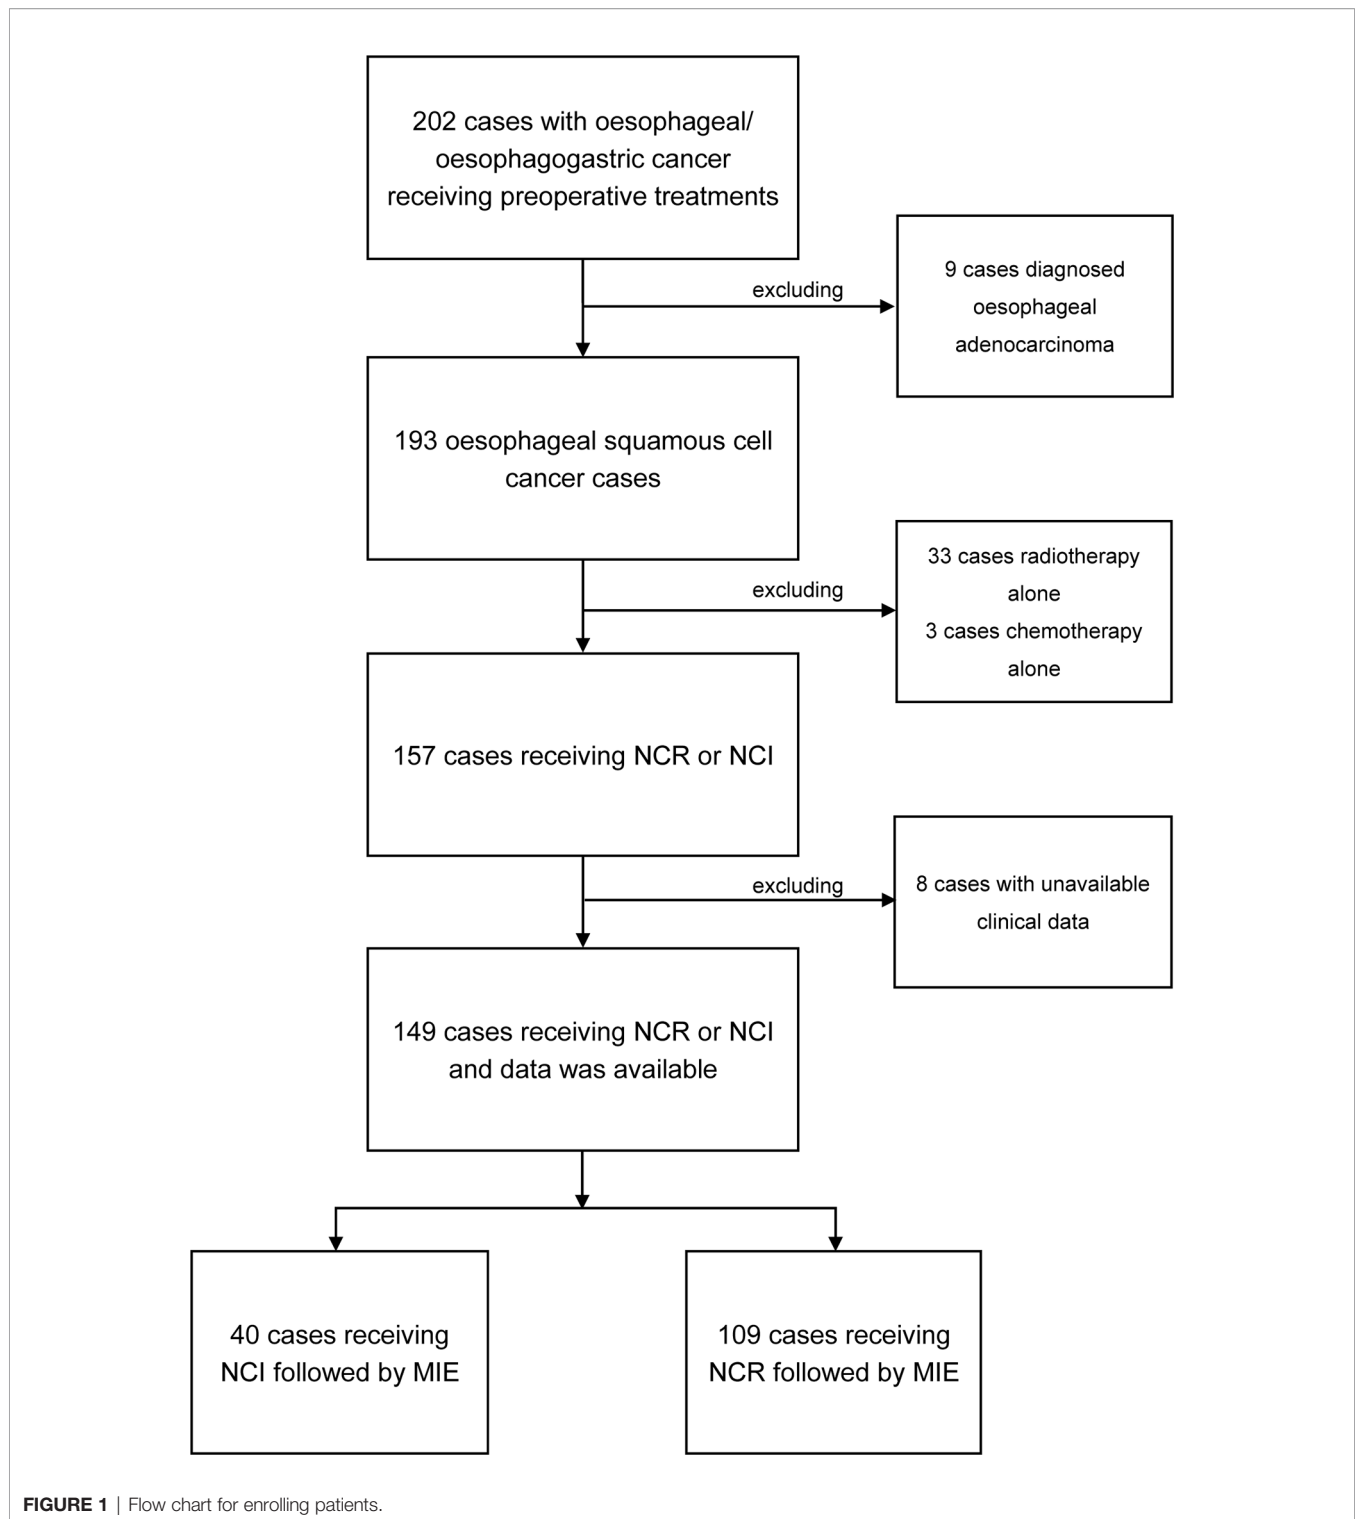 202 cases with oesophageal/
oesophagogastric cancer
receiving preoperative treatments
excluding
9 cases diagnosed
oesophageal
adenocarcinoma
193 oesophageal squamous cell
cancer cases
excluding
33 cases radiotherapy
alone
3 cases chemotherapy
alone
157 cases receiving NCR or NCI
excluding
8 cases with unavailable
clinical data
149 cases receiving NCR or NCI
and data was available
40 cases receiving
NCI followed by MIE
109 cases receiving
NCR followed by MIE
FIGURE 1 | Flow chart for enrolling patients.